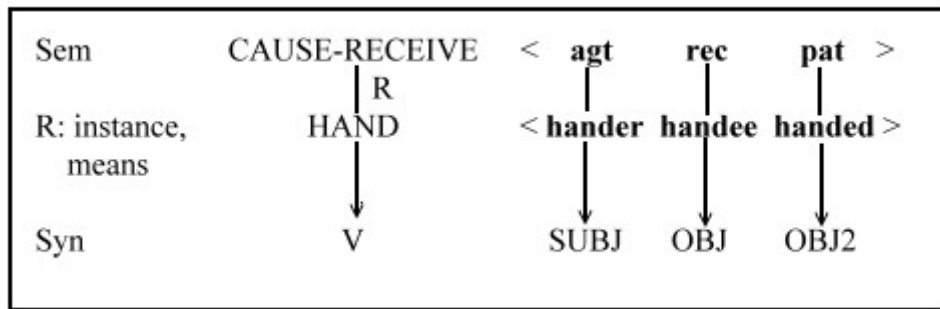 Sem CAUSE-RECEIVE < agt rec pat >
R
R: instance, HAND < hander handee handed >
means
Syn V SUBJ OBJ OBJ2